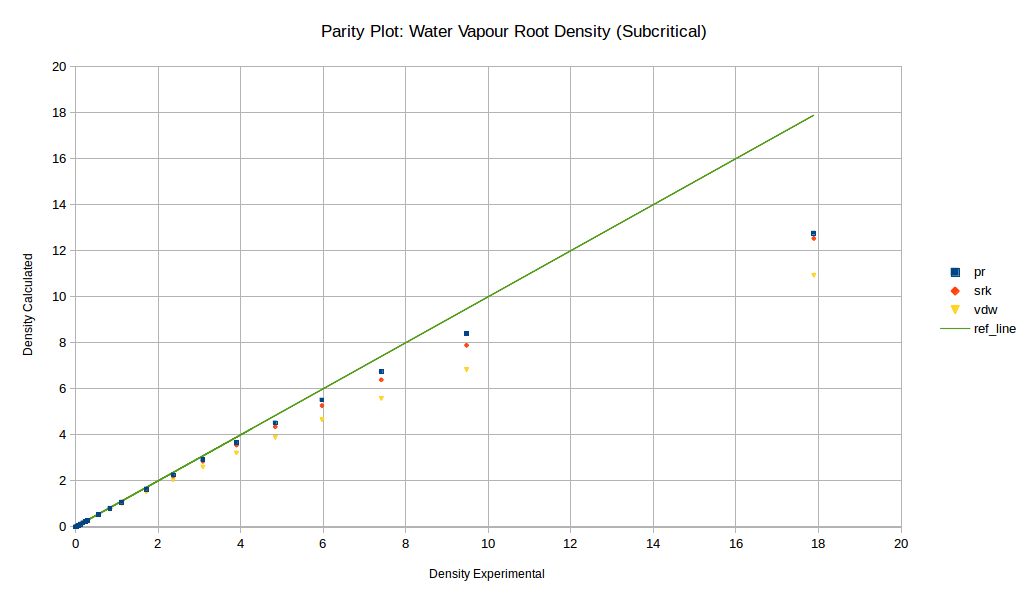 Parity Plot: Water Vapour Root Density (Subcritical)
20
18
16
14
12
10
8
6
4
2
0
Density Calculated
0 2 4 6 8 10 12 14 16 18 20
Density Experimental
pr
srk
vdw
ref_line